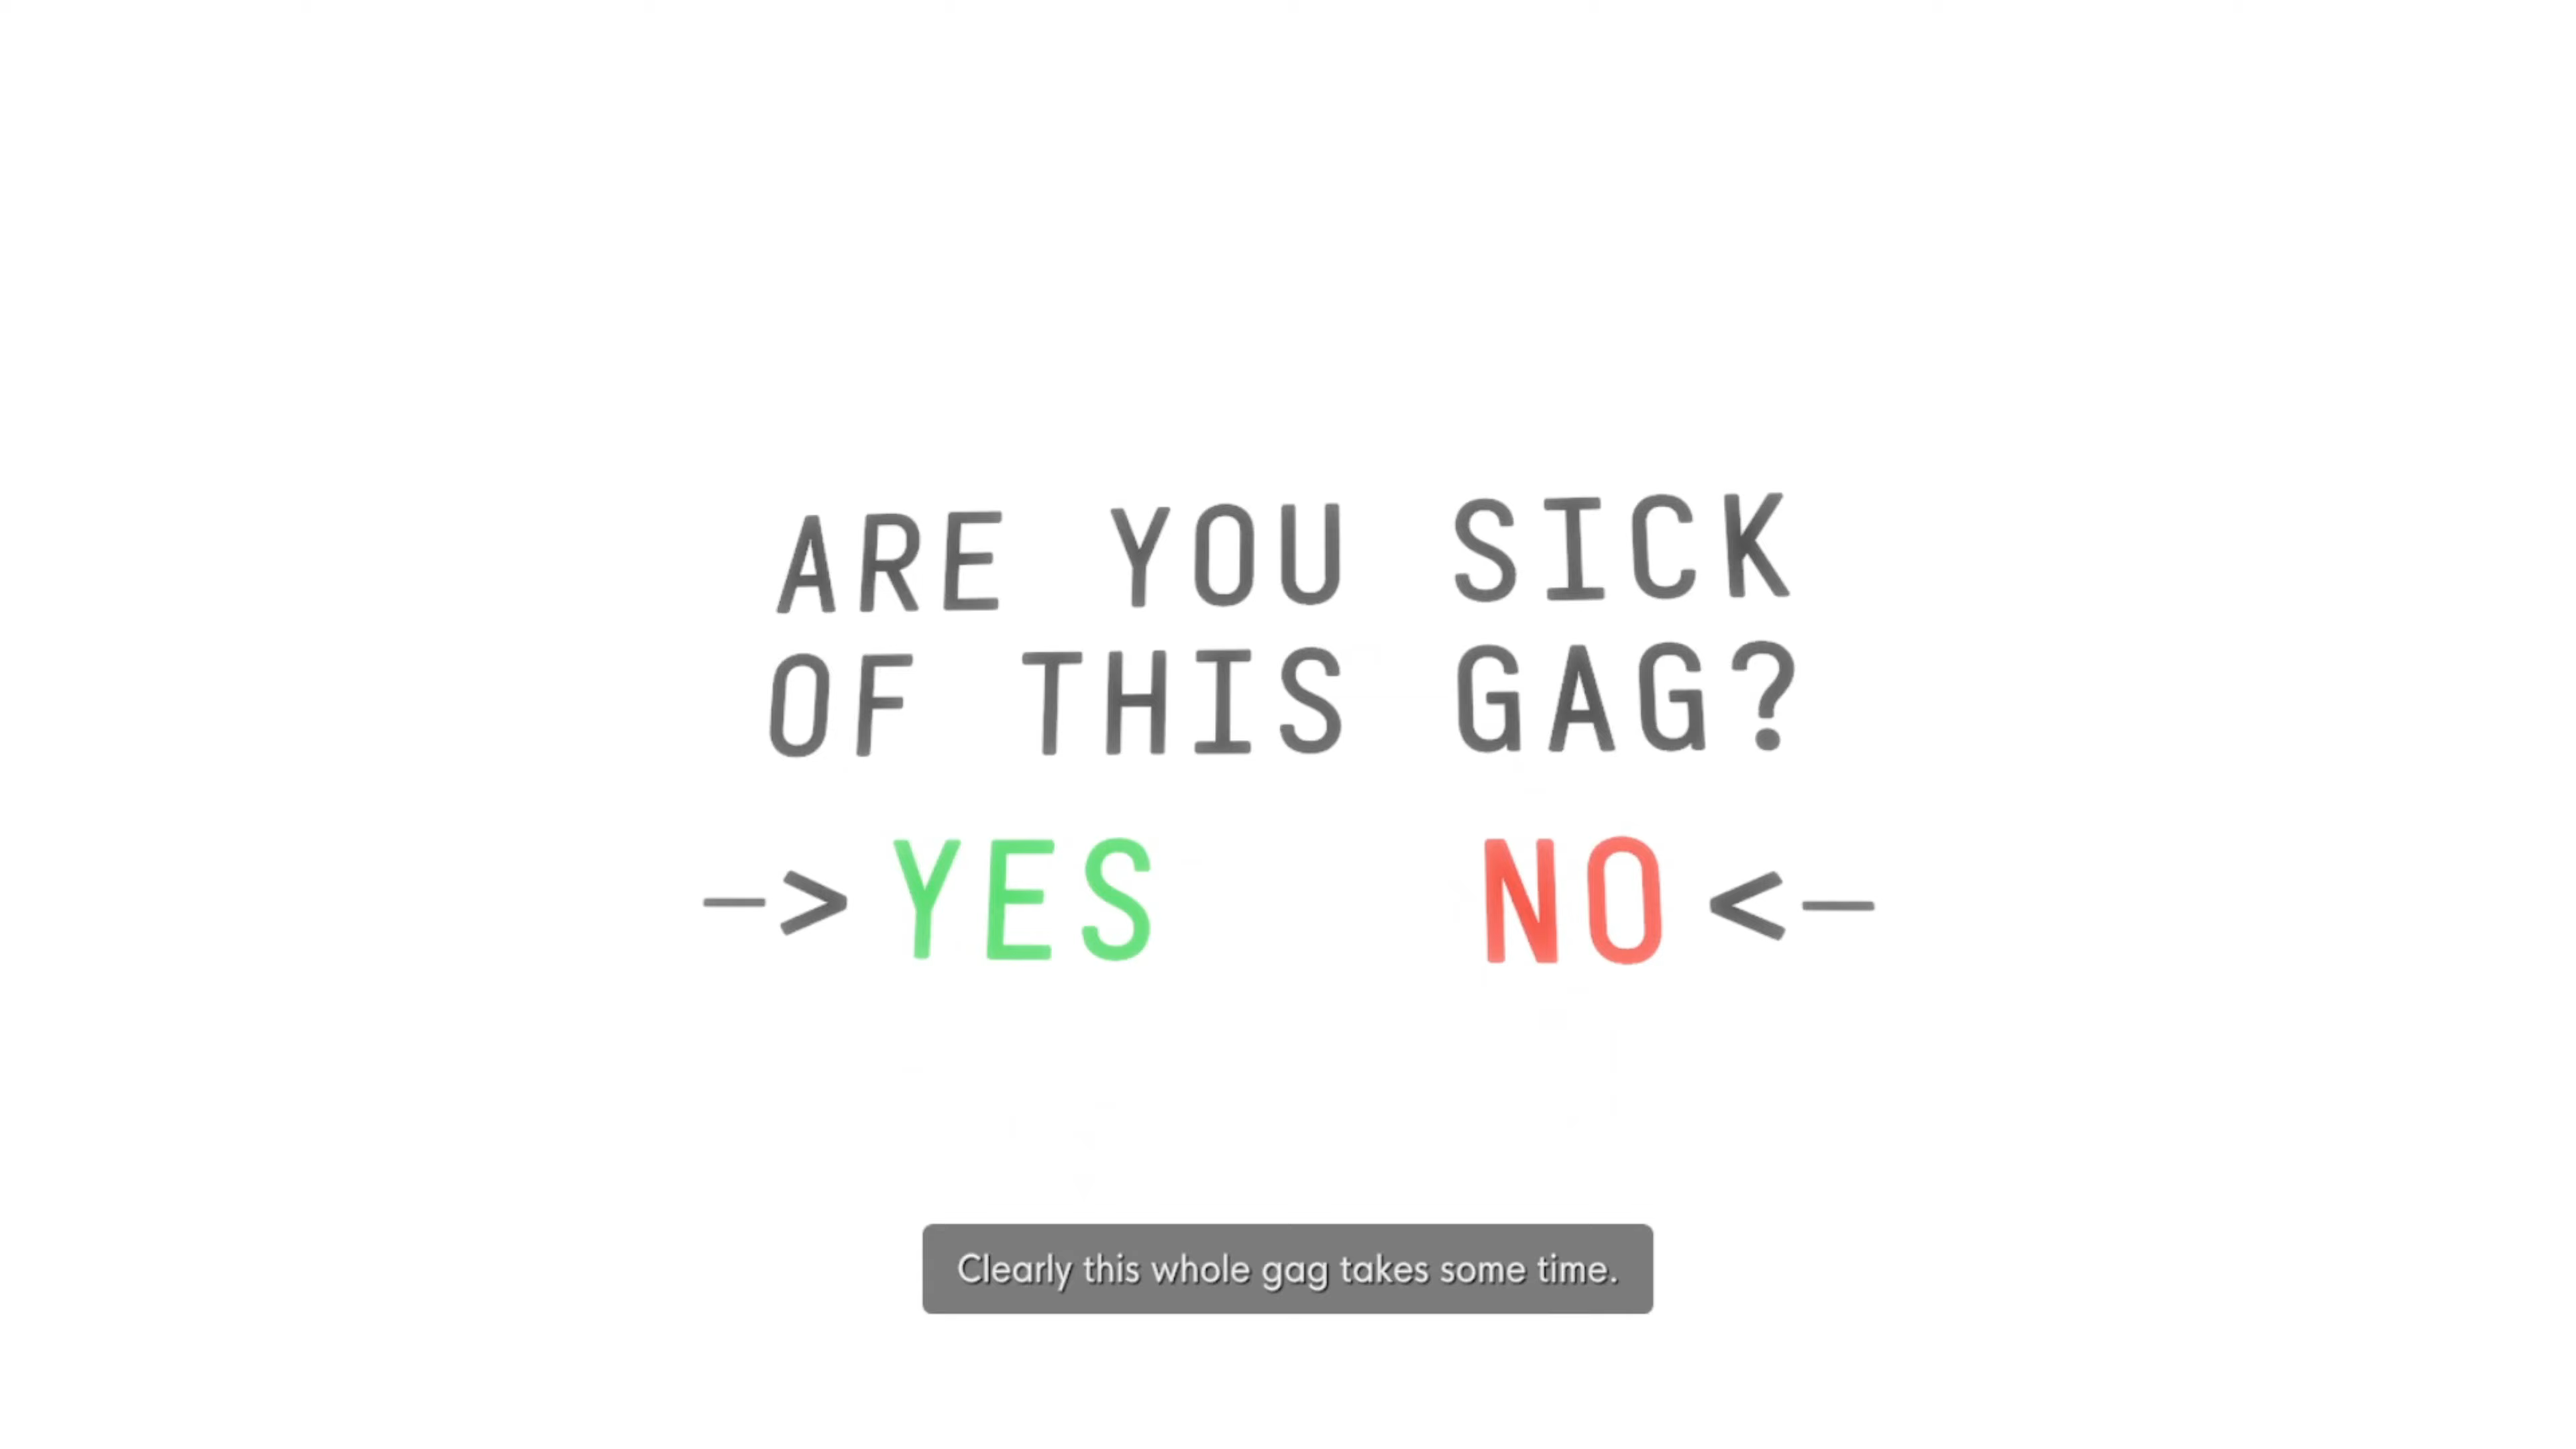 ARE YOU SICK
OF THIS GAG?
—> YES NO <—
Clearly this whole gag takes some time.